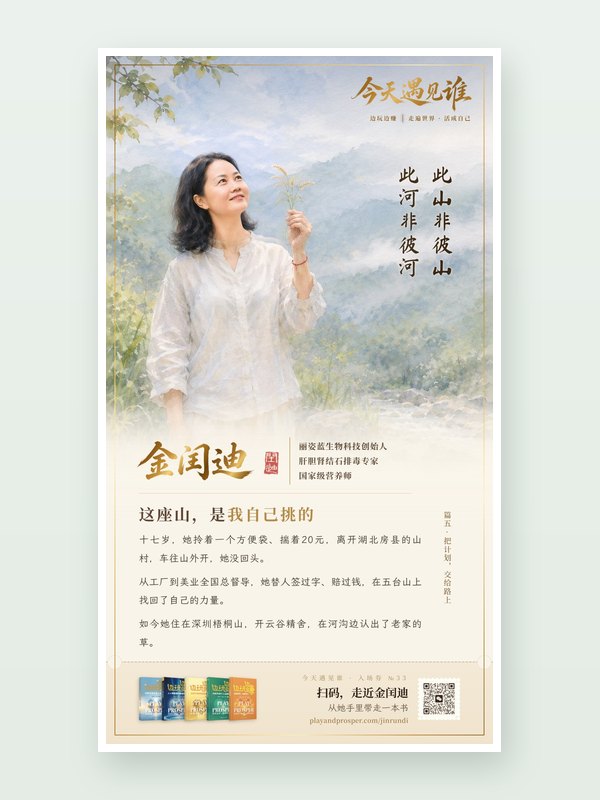 今天遇见谁
边玩边赚 | 走遍世界·活成自己
此山非彼山
此河非彼河
金闰迪
丽姿蓝生物科技创始人
肝胆肾结石排毒专家
国家级营养师
这座山，是我自己挑的
十七岁，她拎着一个方便袋、揣着20元，离开湖北房县的山
村，车往山外开，她没回头。
从工厂到美业全国总督导，她替人签过字、赔过钱，在五台山上
找回了自己的力量。
如今她住在深圳梧桐山，开云谷精舍，在河沟边认出了老家的
草。
篇五·把计划，交给路上
今天遇见谁·入场券 №33
扫码，走近金闰迪
从她手里带走一本书
playandprosper.com/jinrundi